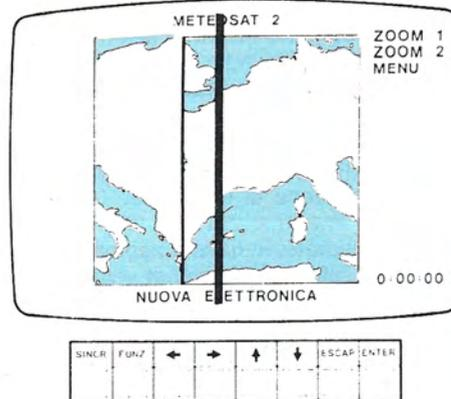 METEOSAT 2
ZOOM 1
ZOOM 2
MENU
0:00:00
NUOVA ELETTRONICA
SINCR FUNZ ← → ↑ ↓ ESCAP ENTER